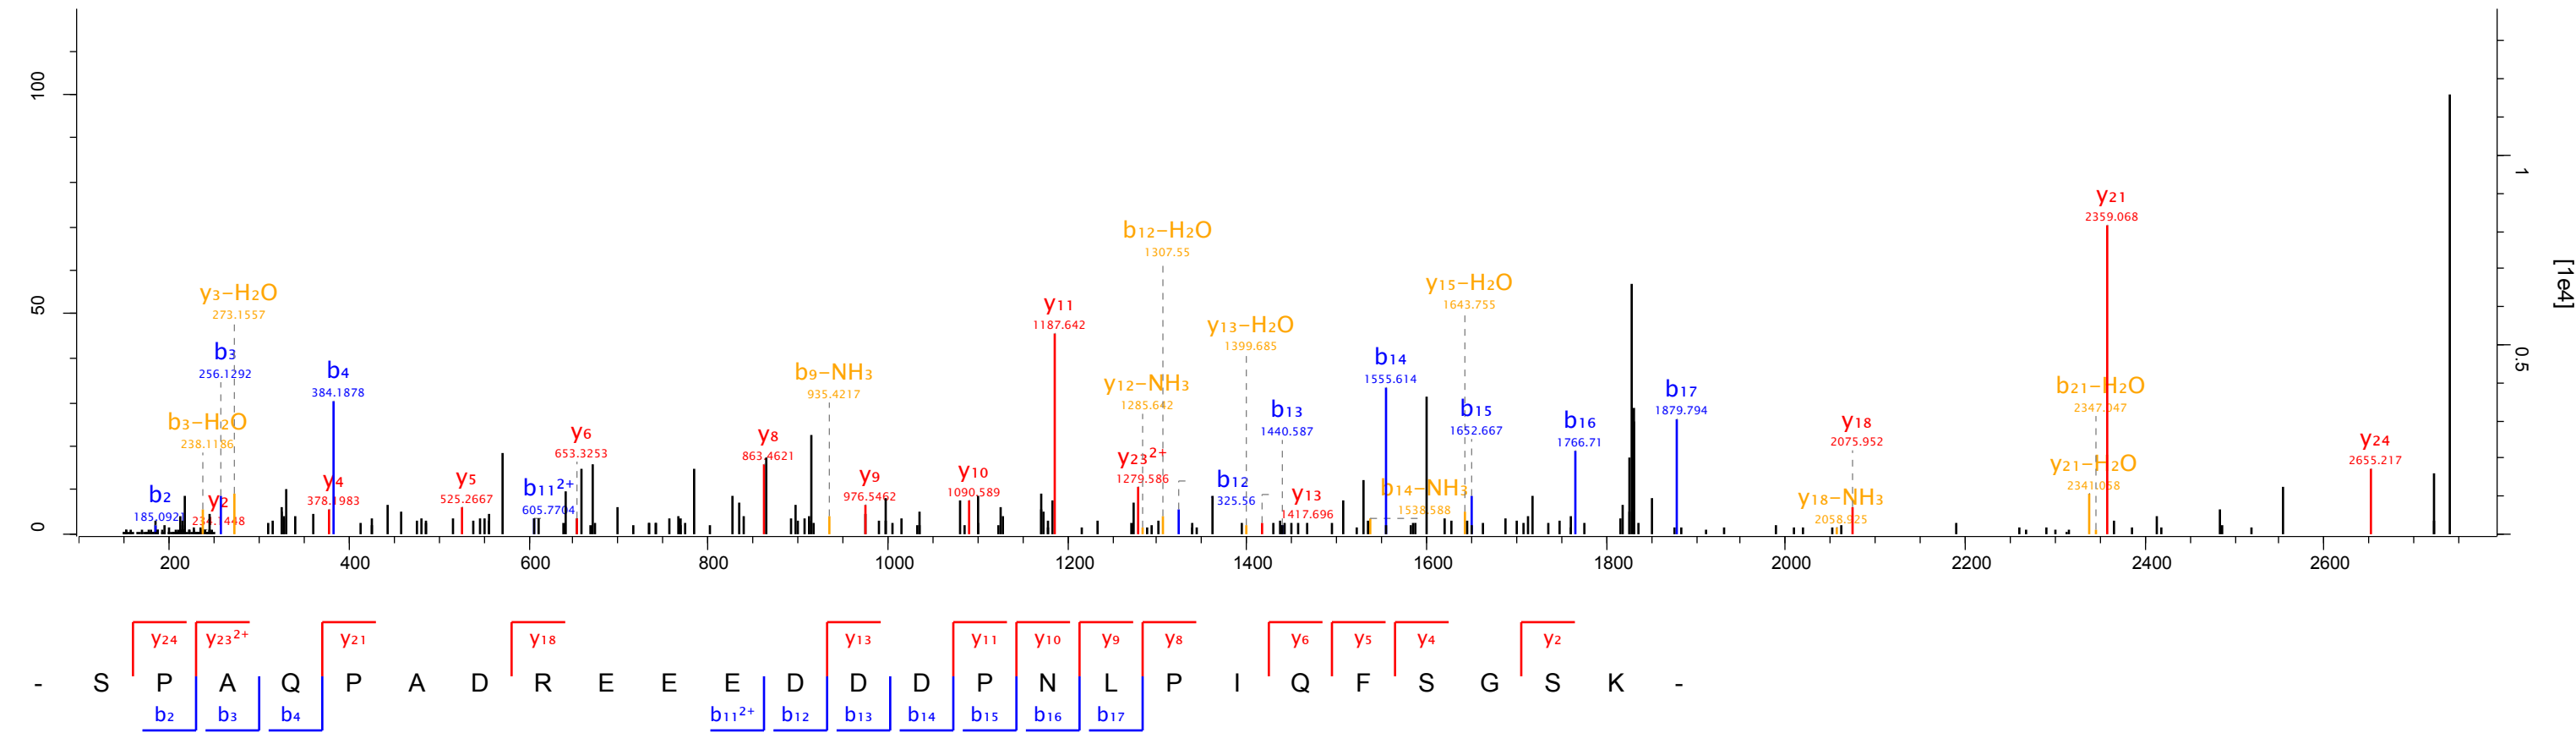 100
50
0
1
0.5
[1e4]
b2
185.0921
b3-H2O
238.1186
y2
234.1448
b3
256.1292
y3-H2O
273.1557
y4
378.1983
b4
384.1878
y5
525.2667
b11 2+
605.7704
y6
653.3253
y8
863.4621
b9-NH3
935.4217
y9
976.5462
y10
1090.589
y11
1187.642
y23 2+
1279.586
y12-NH3
1285.642
b12-H2O
1307.55
b12
1325.56
y13-H2O
1399.685
y13
1417.696
b13
1440.587
b14-NH3
1538.588
b14
1555.614
y15-H2O
1643.755
b15
1652.667
b16
1766.71
b17
1879.794
y18-NH3
2058.925
y18
2075.952
y21-H2O
2341.058
b21-H2O
2347.047
y21
2359.068
y24
2655.217
200 400 600 800 1000 1200 1400 1600 1800 2000 2200 2400 2600
y24 y23 2+ y21 y18 y13 y11 y10 y9 y8 y6 y5 y4 y2
- S P A Q P A D R E E E D D D P N L P I Q F S G S K -
b2 b3 b4 b11 2+ b12 b13 b14 b15 b16 b17